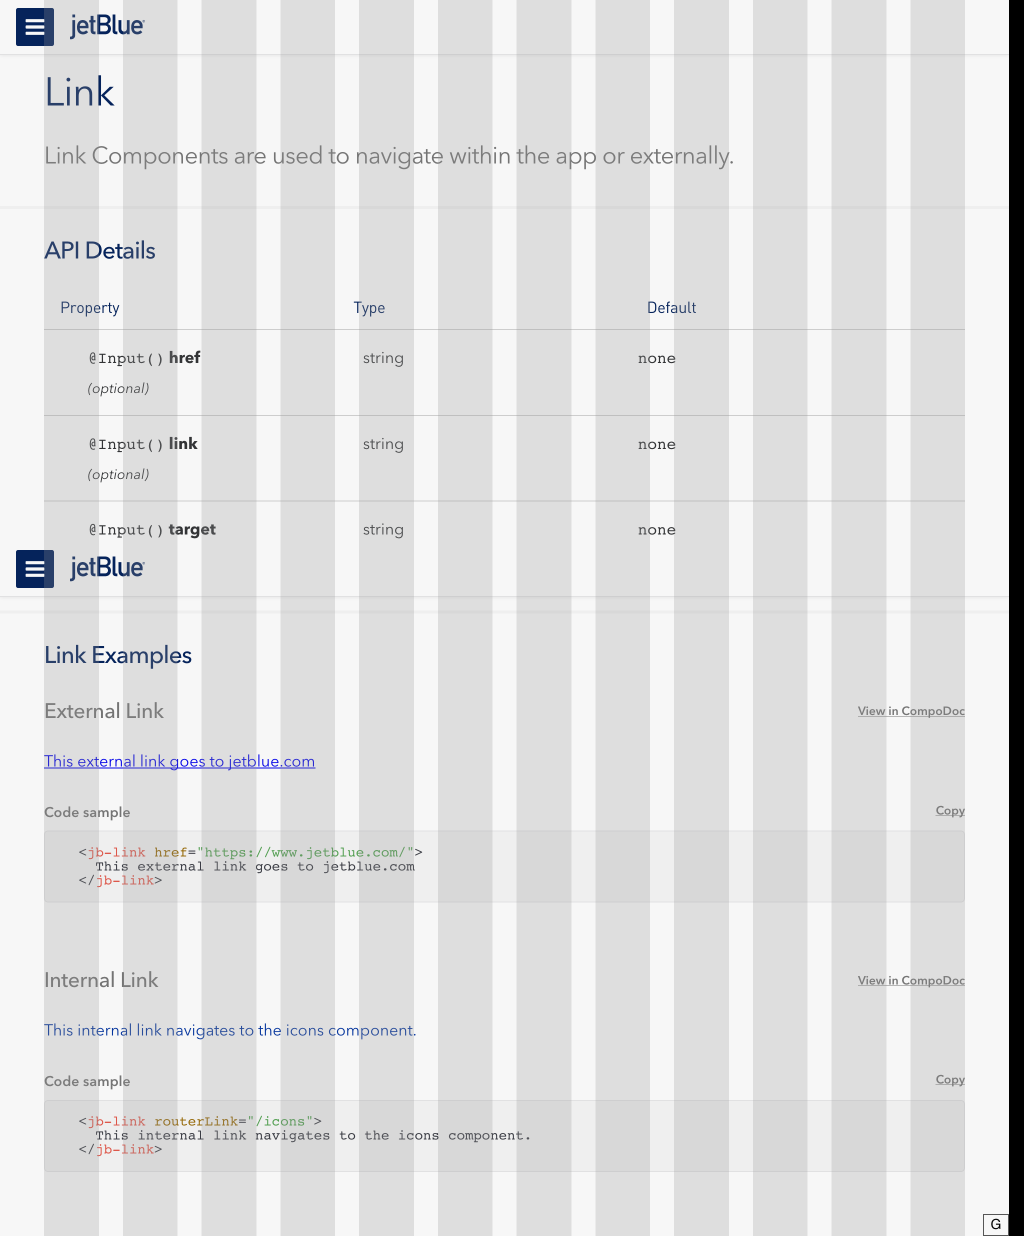 jetBlue
Link
Link Components are used to navigate within the app or externally.
API Details
Property Type Default
@Input() href string none
(optional)
@Input() link string none
(optional)
@Input() target string none
jetBlue
Link Examples
External Link View in CompoDoc
This external link goes to jetblue.com
Code sample Copy
<jb-link href="https://www.jetblue.com/">
This external link goes to jetblue.com
</jb-link>
Internal Link View in CompoDoc
This internal link navigates to the icons component.
Code sample Copy
<jb-link routerLink="/icons">
This internal link navigates to the icons component.
</jb-link>
G